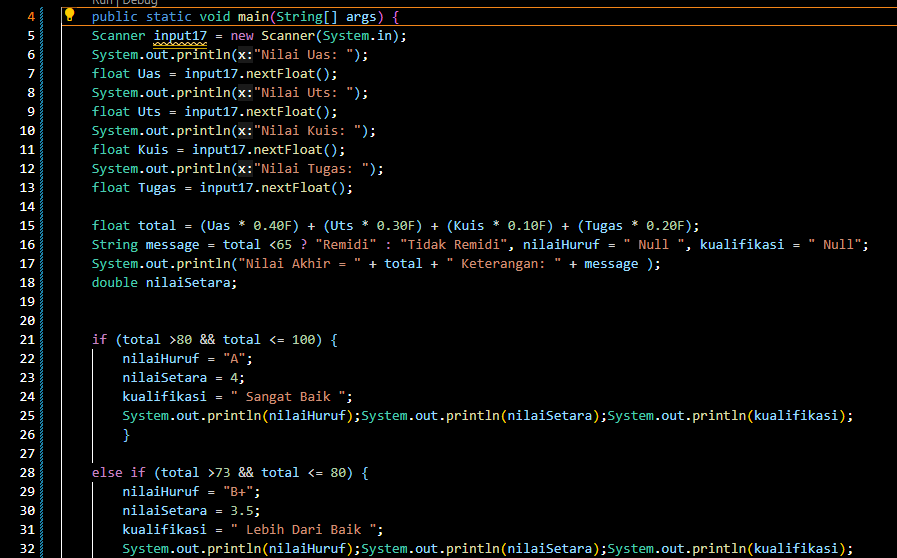 Run | Debug
4 public static void main(String[] args) {
5 Scanner input17 = new Scanner(System.in);
6 System.out.println(x:"Nilai Uas: ");
7 float Uas = input17.nextFloat();
8 System.out.println(x:"Nilai Uts: ");
9 float Uts = input17.nextFloat();
10 System.out.println(x:"Nilai Kuis: ");
11 float Kuis = input17.nextFloat();
12 System.out.println(x:"Nilai Tugas: ");
13 float Tugas = input17.nextFloat();
14
15 float total = (Uas * 0.40F) + (Uts * 0.30F) + (Kuis * 0.10F) + (Tugas * 0.20F);
16 String message = total <65 ? "Remidi" : "Tidak Remidi", nilaiHuruf = " Null ", kualifikasi = " Null";
17 System.out.println("Nilai Akhir = " + total + " Keterangan: " + message );
18 double nilaiSetara;
19
20
21 if (total >80 && total <= 100) {
22 nilaiHuruf = "A";
23 nilaiSetara = 4;
24 kualifikasi = " Sangat Baik ";
25 System.out.println(nilaiHuruf);System.out.println(nilaiSetara);System.out.println(kualifikasi);
26 }
27
28 else if (total >73 && total <= 80) {
29 nilaiHuruf = "B+";
30 nilaiSetara = 3.5;
31 kualifikasi = " Lebih Dari Baik ";
32 System.out.println(nilaiHuruf);System.out.println(nilaiSetara);System.out.println(kualifikasi);